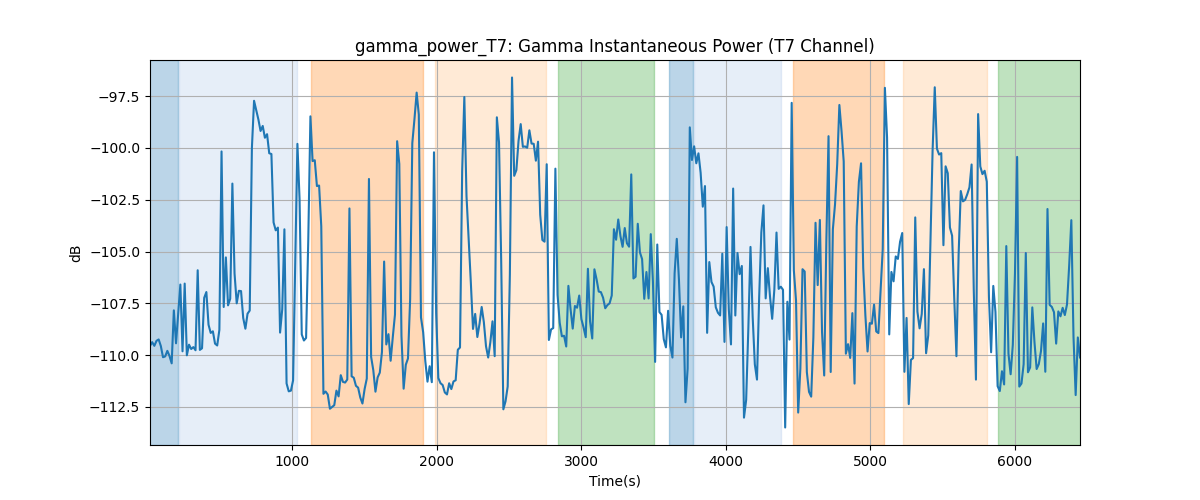 gamma_power_T7: Gamma Instantaneous Power (T7 Channel)
−97.5
−100.0
−102.5
−105.0
−107.5
−110.0
−112.5
dB
1000 2000 3000 4000 5000 6000
Time(s)